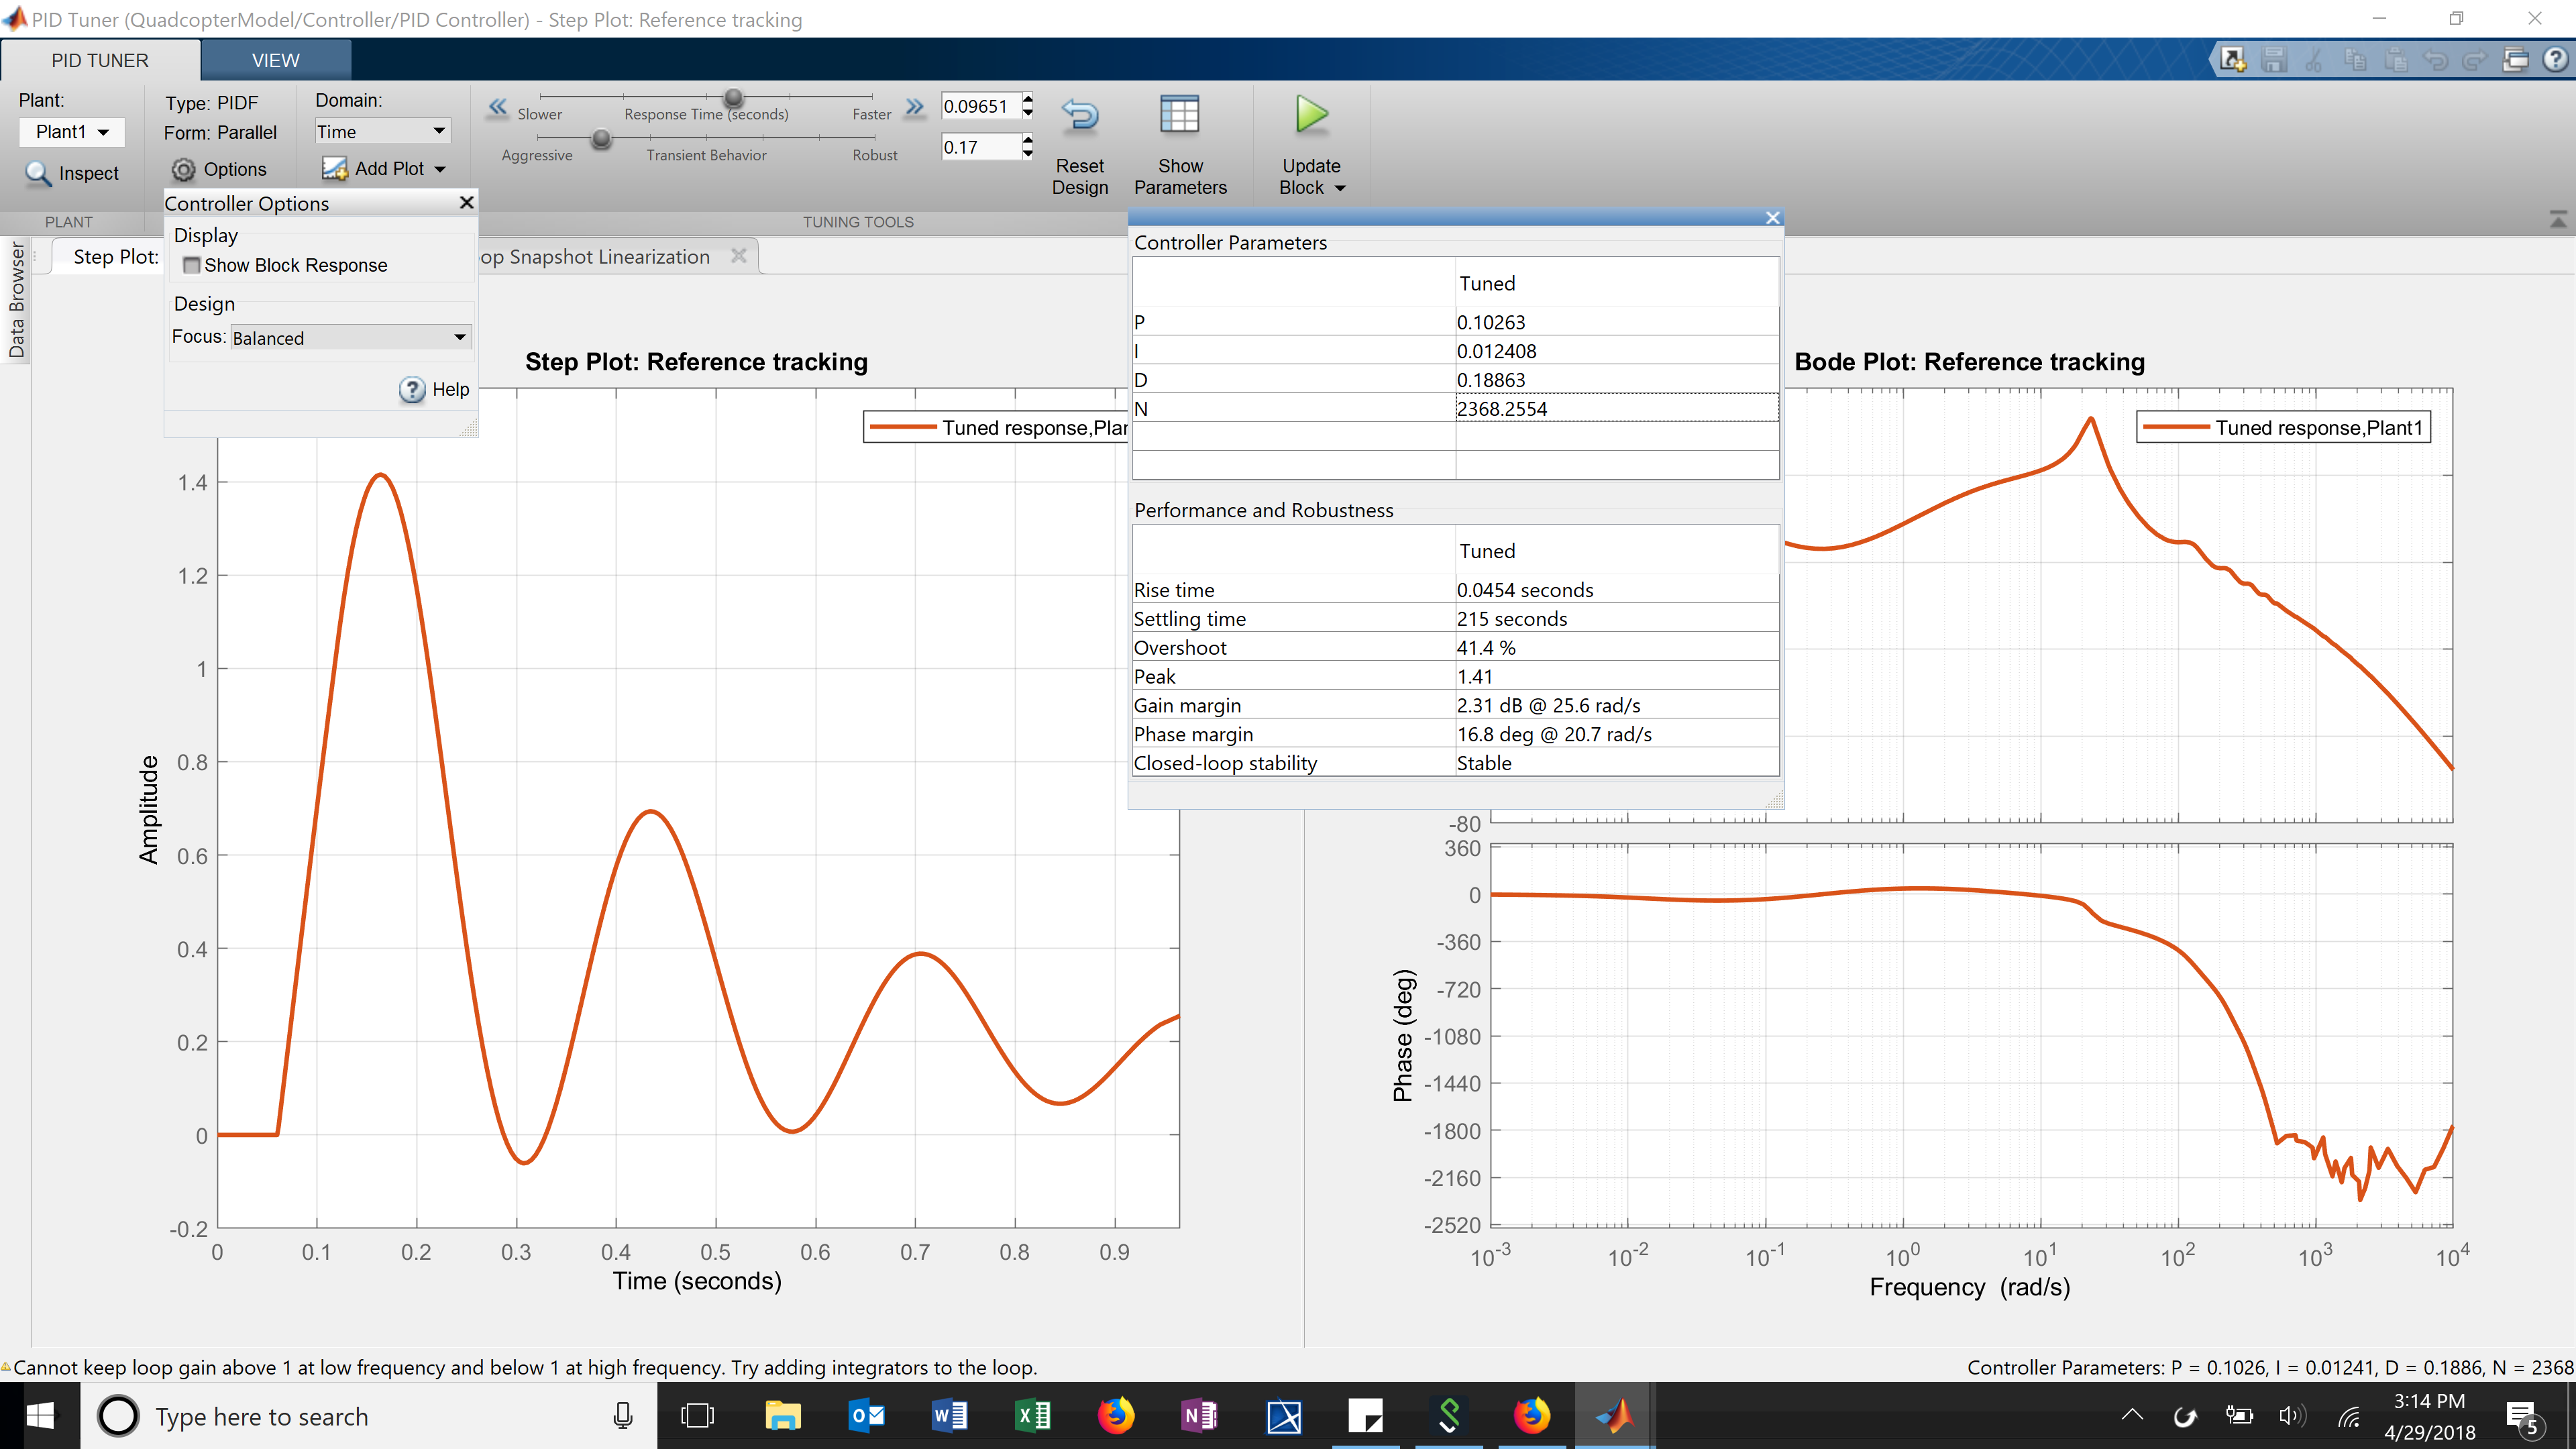 PID Tuner (QuadcopterModel/Controller/PID Controller) - Step Plot: Reference tracking
PID TUNER
VIEW
Plant:
Plant1
Inspect
PLANT
Type: PIDF
Form: Parallel
Options
Domain:
Time
Add Plot
Slower
Response Time (seconds)
Faster
0.09651
Aggressive
Transient Behavior
Robust
0.17
Reset
Design
Show
Parameters
Update
Block
TUNING TOOLS
Data Browser
Step Plot:
op Snapshot Linearization
Controller Options
Display
Show Block Response
Design
Focus: Balanced
Help
Step Plot: Reference tracking
Tuned response,Plar
1.4
1.2
1
0.8
0.6
0.4
0.2
0
-0.2
Amplitude
0 0.1 0.2 0.3 0.4 0.5 0.6 0.7 0.8 0.9
Time (seconds)
Controller Parameters
Tuned
P 0.10263
I 0.012408
D 0.18863
N 2368.2554
Performance and Robustness
Tuned
Rise time 0.0454 seconds
Settling time 215 seconds
Overshoot 41.4 %
Peak 1.41
Gain margin 2.31 dB @ 25.6 rad/s
Phase margin 16.8 deg @ 20.7 rad/s
Closed-loop stability Stable
Bode Plot: Reference tracking
Tuned response,Plant1
-80
360
0
-360
-720
-1080
-1440
-1800
-2160
-2520
Phase (deg)
10-3 10-2 10-1 100 101 102 103 104
Frequency (rad/s)
Cannot keep loop gain above 1 at low frequency and below 1 at high frequency. Try adding integrators to the loop.
Controller Parameters: P = 0.1026, I = 0.01241, D = 0.1886, N = 2368
Type here to search
3:14 PM
4/29/2018
5